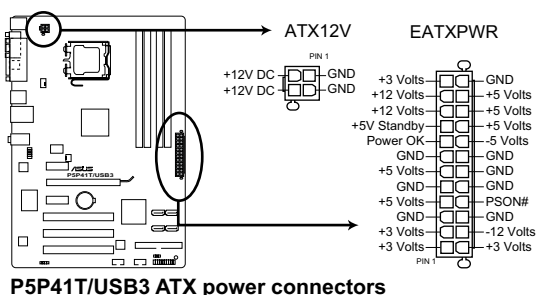 ATX12V
PIN 1
+12V DC GND
+12V DC GND
EATXPWR
+3 Volts GND
+12 Volts +5 Volts
+12 Volts +5 Volts
+5V Standby +5 Volts
Power OK -5 Volts
GND GND
+5 Volts GND
GND GND
+5 Volts PSON#
GND GND
+3 Volts -12 Volts
+3 Volts +3 Volts
PIN 1
ASUS
P5P41T/USB3
P5P41T/USB3 ATX power connectors